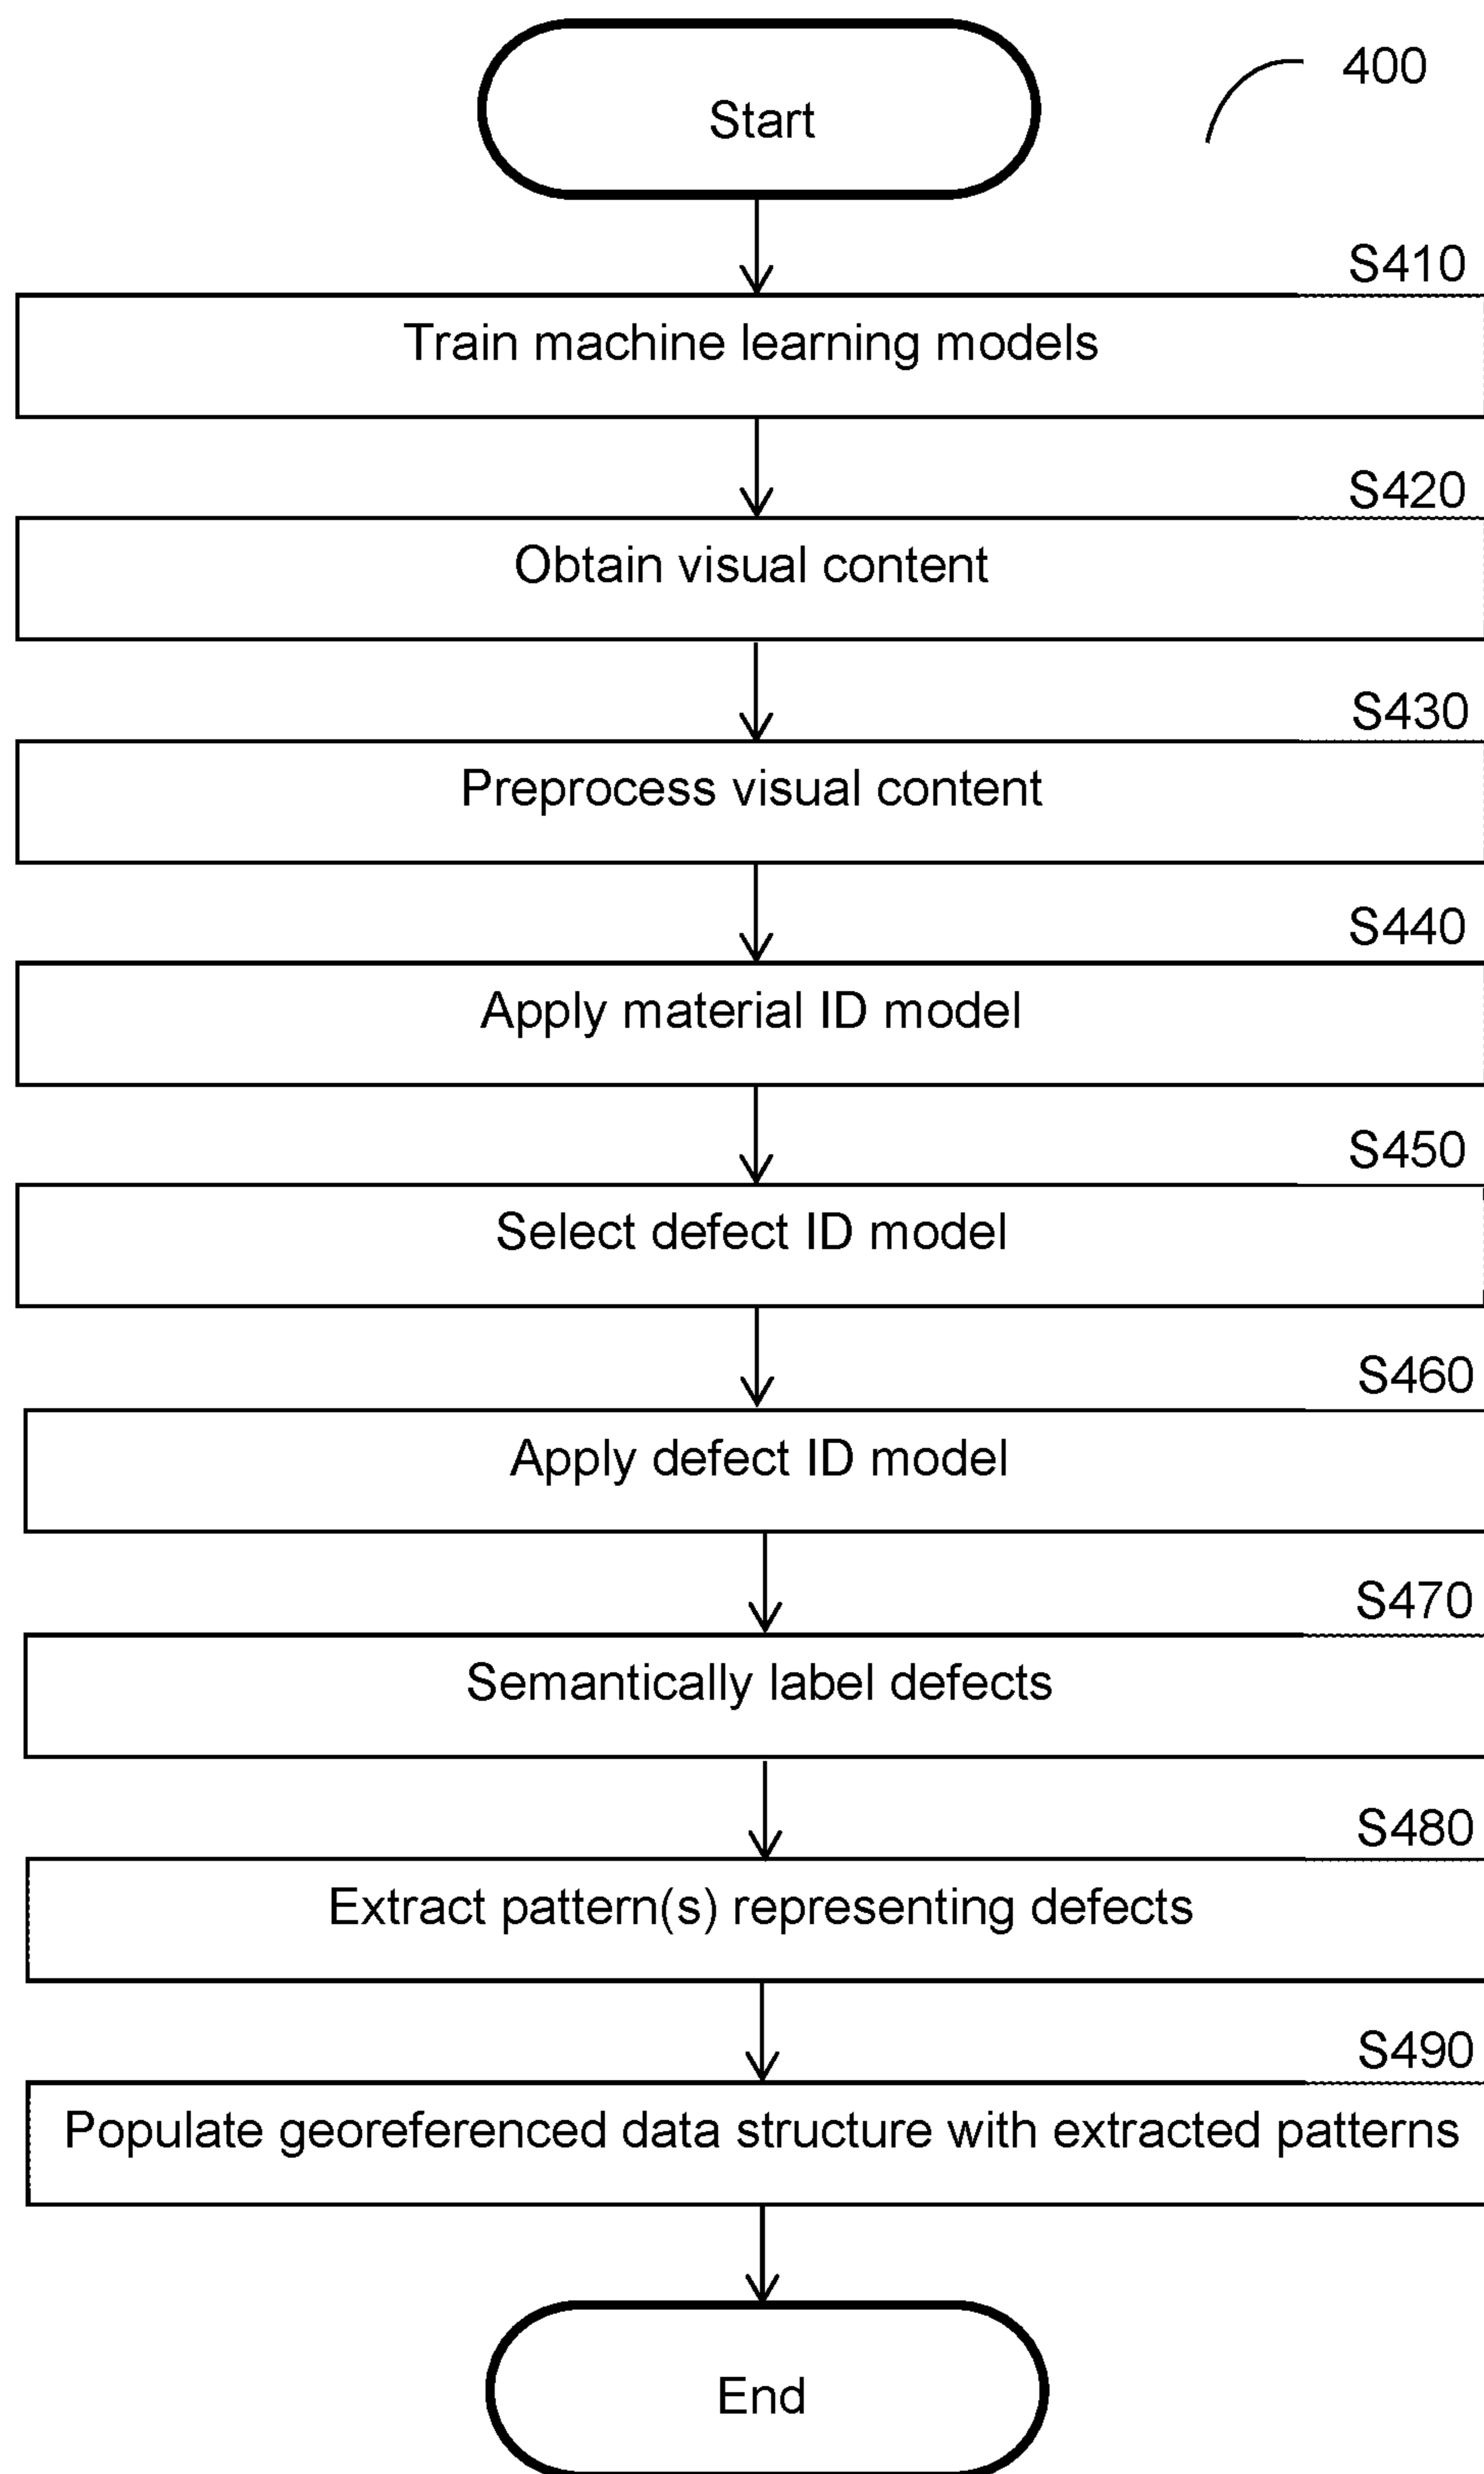 Start
400
S410
Train machine learning models
S420
Obtain visual content
S430
Preprocess visual content
S440
Apply material ID model
S450
Select defect ID model
S460
Apply defect ID model
S470
Semantically label defects
S480
Extract pattern(s) representing defects
S490
Populate georeferenced data structure with extracted patterns
End